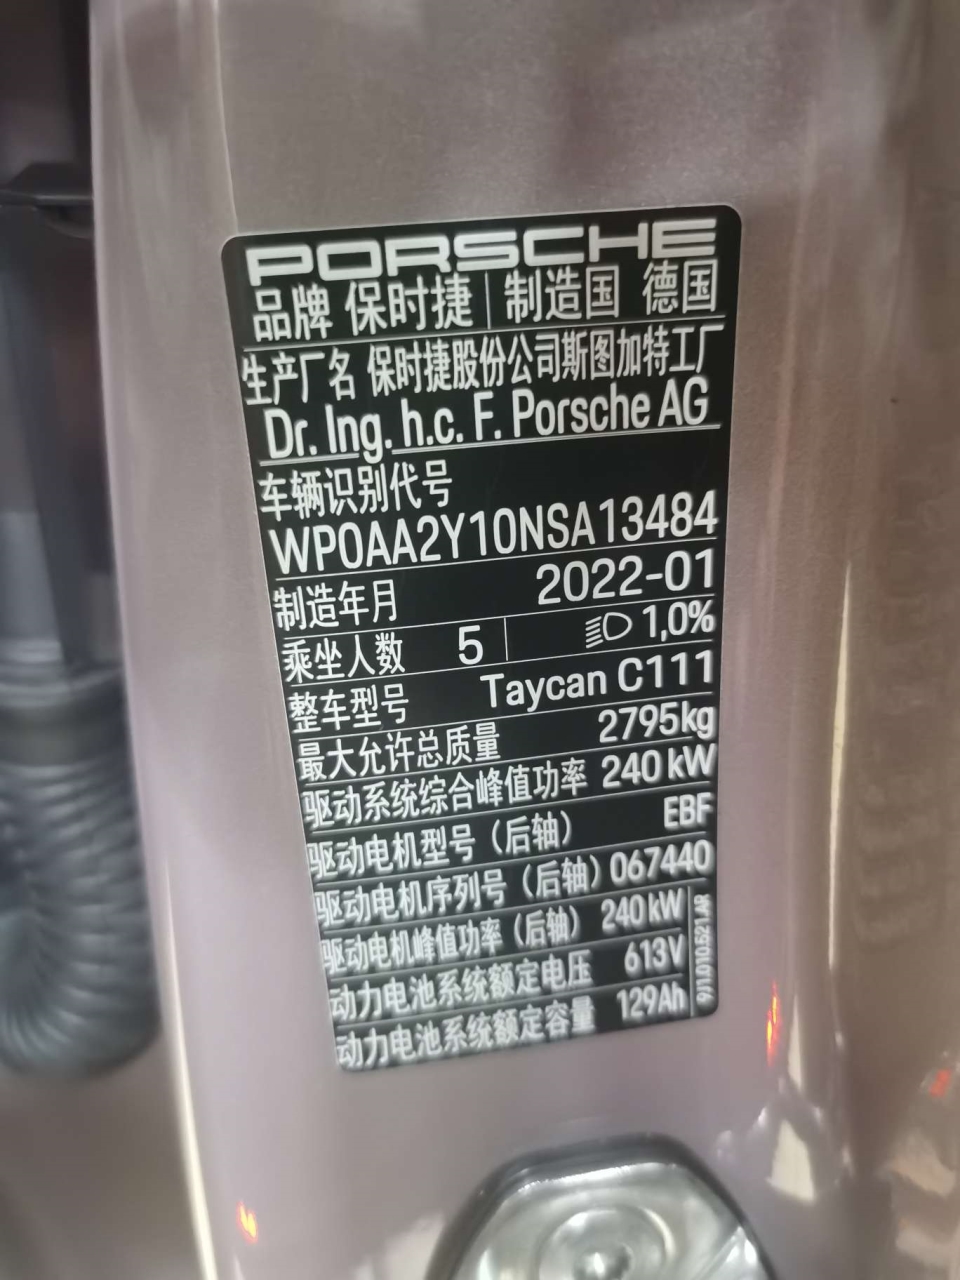 PORSCHE
品牌 保时捷 制造国 德国
生产厂名 保时捷股份公司斯图加特工厂
Dr. Ing. h.c. F. Porsche AG
车辆识别代号
WP0AA2Y10NSA13484
制造年月 2022-01
乘坐人数 5 1,0%
整车型号 Taycan C111
最大允许总质量 2795kg
驱动系统综合峰值功率 240kW
驱动电机型号（后轴） EBF
驱动电机序列号（后轴） 067440
驱动电机峰值功率（后轴） 240kW
动力电池系统额定电压 613V
动力电池系统额定容量 129Ah
9J1.010.521.AR